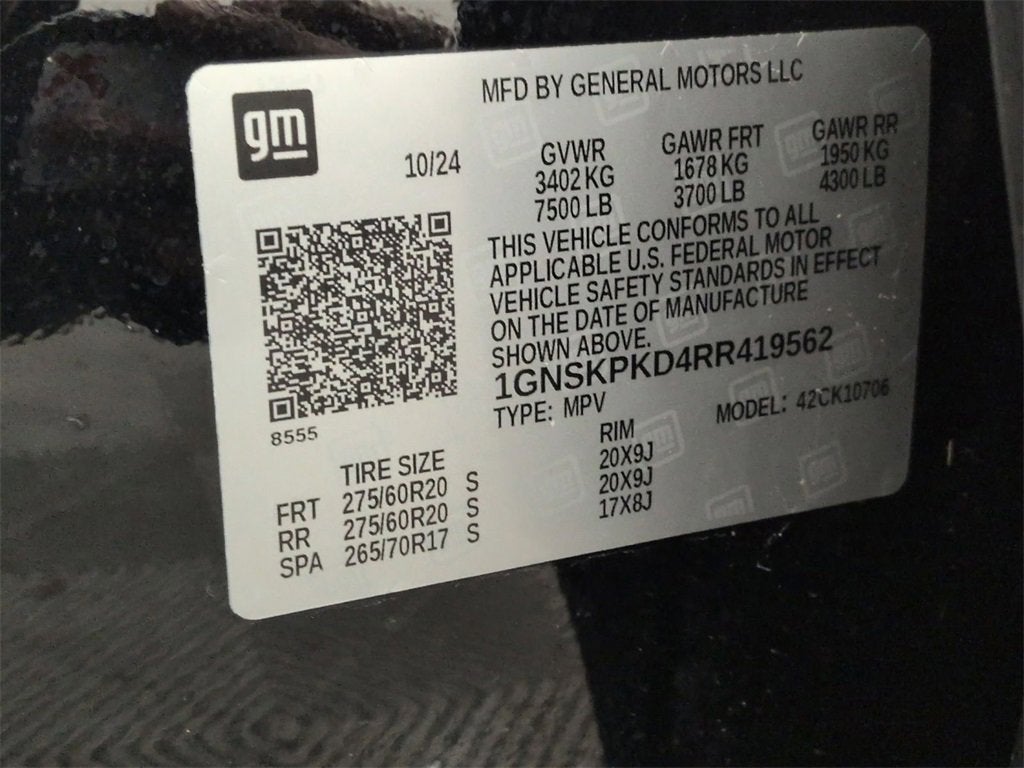 gm
MFD BY GENERAL MOTORS LLC
10/24
GVWR GAWR FRT GAWR RR
3402 KG 1678 KG 1950 KG
7500 LB 3700 LB 4300 LB
THIS VEHICLE CONFORMS TO ALL
APPLICABLE U.S. FEDERAL MOTOR
VEHICLE SAFETY STANDARDS IN EFFECT
ON THE DATE OF MANUFACTURE
SHOWN ABOVE.
1GNSKPKD4RR419562
TYPE: MPV MODEL: 42CK10706
8555
TIRE SIZE RIM
FRT 275/60R20 S 20X9J
RR 275/60R20 S 20X9J
SPA 265/70R17 S 17X8J